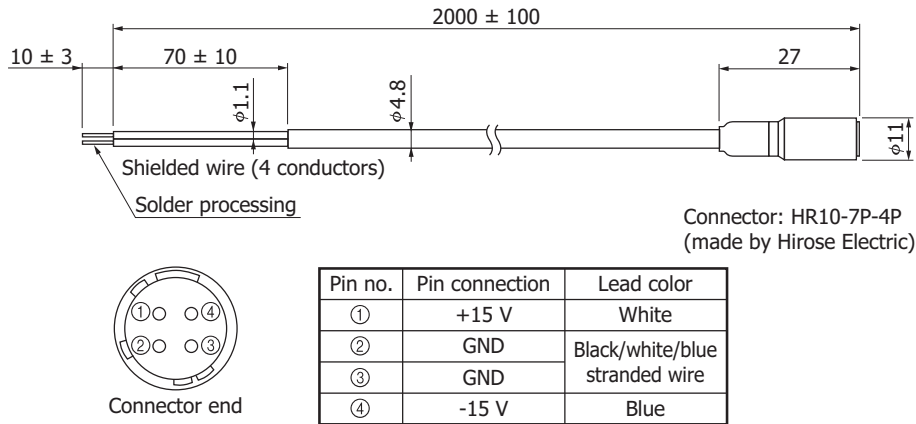 2000 ± 100
10 ± 3
70 ± 10
27
φ1.1
φ4.8
φ11
Shielded wire (4 conductors)
Solder processing
Connector: HR10-7P-4P
(made by Hirose Electric)
① ④
② ③
Connector end
Pin no. Pin connection Lead color
① +15 V White
② GND Black/white/blue
③ GND stranded wire
④ -15 V Blue